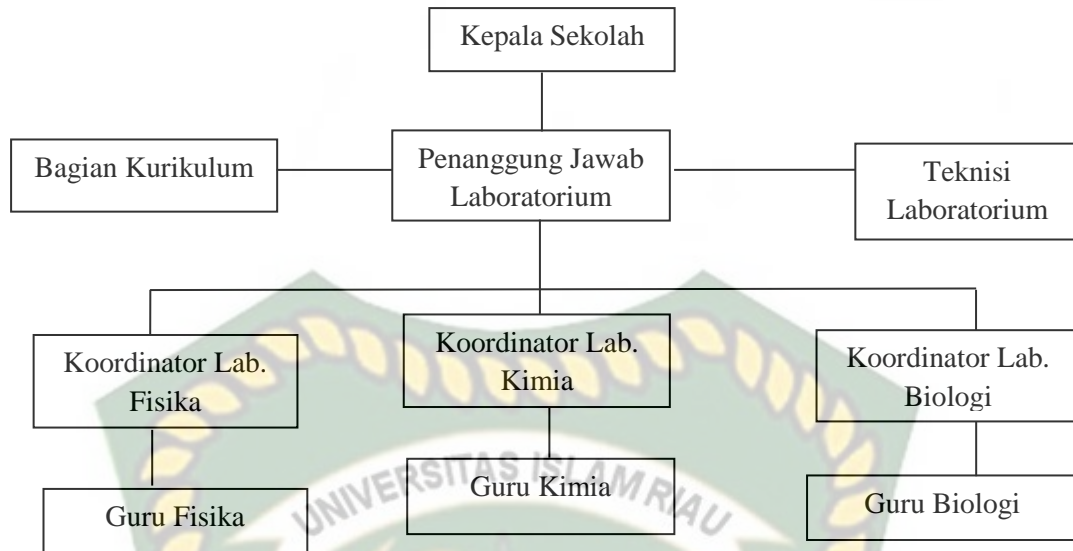 Kepala Sekolah
Bagian Kurikulum
Penanggung Jawab
Laboratorium
Teknisi
Laboratorium
Koordinator Lab.
Fisika
Koordinator Lab.
Kimia
Koordinator Lab.
Biologi
Guru Fisika
Guru Kimia
Guru Biologi
UNIVERSITAS ISLAM RIAU